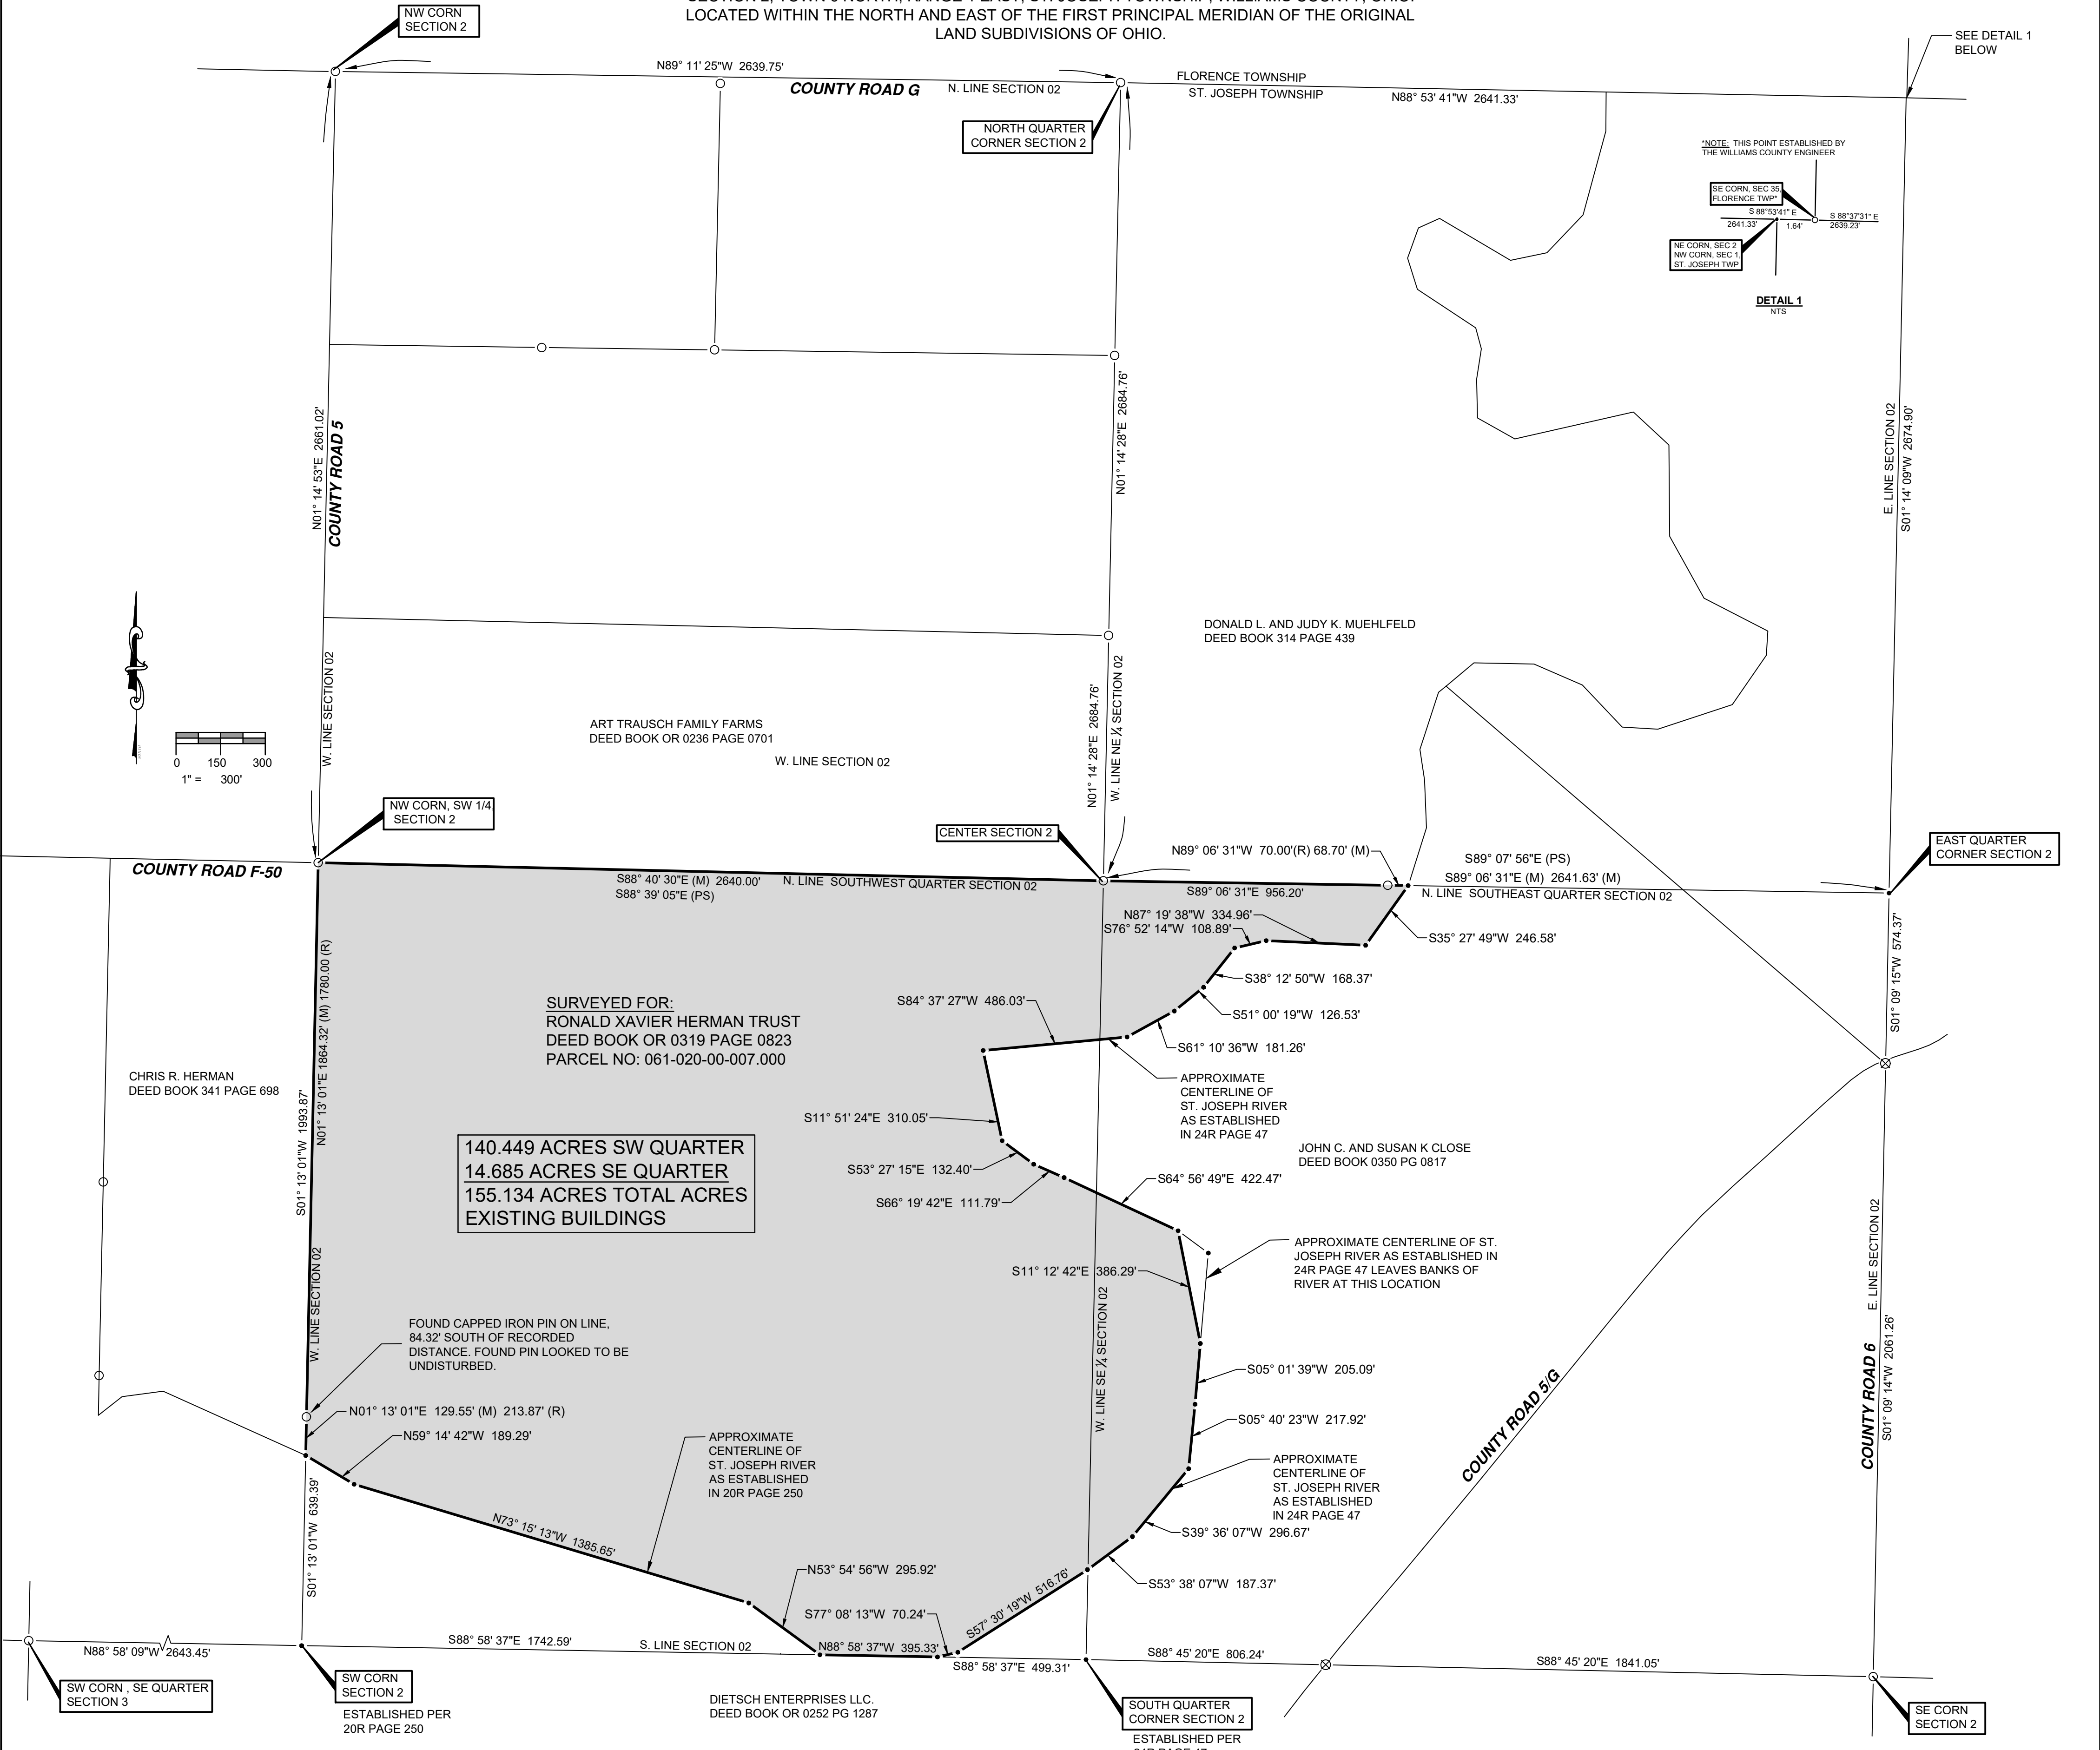 LOCATED WITHIN THE NORTH AND EAST OF THE FIRST PRINCIPAL MERIDIAN OF THE ORIGINAL
LAND SUBDIVISIONS OF OHIO.
NW CORN
SECTION 2
SEE DETAIL 1
BELOW
N89° 11' 25"W 2639.75'
COUNTY ROAD G
N. LINE SECTION 02
FLORENCE TOWNSHIP
ST. JOSEPH TOWNSHIP
N88° 53' 41"W 2641.33'
NORTH QUARTER
CORNER SECTION 2
*NOTE: THIS POINT ESTABLISHED BY
THE WILLIAMS COUNTY ENGINEER
SE CORN, SEC 35,
FLORENCE TWP*
S 88°53'41" E
2641.33'
1.64'
S 88°37'31" E
2639.23'
NE CORN, SEC 2
NW CORN, SEC 1,
ST. JOSEPH TWP
DETAIL 1
NTS
N01° 14' 53"E 2661.02'
COUNTY ROAD 5
N01° 14' 28"E 2684.76'
E. LINE SECTION 02
S01° 14' 09"W 2674.90'
W. LINE SECTION 02
DONALD L. AND JUDY K. MUEHLFELD
DEED BOOK 314 PAGE 439
N01° 14' 28"E 2684.76'
W. LINE NE ¼ SECTION 02
ART TRAUSCH FAMILY FARMS
DEED BOOK OR 0236 PAGE 0701
W. LINE SECTION 02
0 150 300
1" = 300'
NW CORN, SW 1/4
SECTION 2
CENTER SECTION 2
EAST QUARTER
CORNER SECTION 2
COUNTY ROAD F-50
N89° 06' 31"W 70.00'(R) 68.70' (M)
S89° 07' 56"E (PS)
S89° 06' 31"E (M) 2641.63' (M)
N. LINE SOUTHEAST QUARTER SECTION 02
S88° 40' 30"E (M) 2640.00'
S88° 39' 05"E (PS)
N. LINE SOUTHWEST QUARTER SECTION 02
S89° 06' 31"E 956.20'
N87° 19' 38"W 334.96'
S76° 52' 14"W 108.89'
S35° 27' 49"W 246.58'
S38° 12' 50"W 168.37'
S51° 00' 19"W 126.53'
S61° 10' 36"W 181.26'
S84° 37' 27"W 486.03'
S01° 09' 15"W 574.37'
SURVEYED FOR:
RONALD XAVIER HERMAN TRUST
DEED BOOK OR 0319 PAGE 0823
PARCEL NO: 061-020-00-007.000
N01° 13' 01"E 1864.32' (M) 1780.00 (R)
S01° 13' 01"W 1993.87'
W. LINE SECTION 02
CHRIS R. HERMAN
DEED BOOK 341 PAGE 698
APPROXIMATE
CENTERLINE OF
ST. JOSEPH RIVER
AS ESTABLISHED
IN 24R PAGE 47
S11° 51' 24"E 310.05'
JOHN C. AND SUSAN K CLOSE
DEED BOOK 0350 PG 0817
140.449 ACRES SW QUARTER
14.685 ACRES SE QUARTER
155.134 ACRES TOTAL ACRES
EXISTING BUILDINGS
S53° 27' 15"E 132.40'
S66° 19' 42"E 111.79'
S64° 56' 49"E 422.47'
APPROXIMATE CENTERLINE OF ST.
JOSEPH RIVER AS ESTABLISHED IN
24R PAGE 47 LEAVES BANKS OF
RIVER AT THIS LOCATION
S11° 12' 42"E 386.29'
W. LINE SE ¼ SECTION 02
E. LINE SECTION 02
COUNTY ROAD 6
S01° 09' 14"W 2061.26'
FOUND CAPPED IRON PIN ON LINE,
84.32' SOUTH OF RECORDED
DISTANCE. FOUND PIN LOOKED TO BE
UNDISTURBED.
S05° 01' 39"W 205.09'
S05° 40' 23"W 217.92'
COUNTY ROAD 5/G
N01° 13' 01"E 129.55' (M) 213.87' (R)
N59° 14' 42"W 189.29'
APPROXIMATE
CENTERLINE OF
ST. JOSEPH RIVER
AS ESTABLISHED
IN 20R PAGE 250
APPROXIMATE
CENTERLINE OF
ST. JOSEPH RIVER
AS ESTABLISHED
IN 24R PAGE 47
S01° 13' 01"W 639.39'
N73° 15' 13"W 1385.65'
S39° 36' 07"W 296.67'
N53° 54' 56"W 295.92'
S53° 38' 07"W 187.37'
S77° 08' 13"W 70.24'
S57° 30' 19"W 516.76'
N88° 58' 09"W 2643.45'
S88° 58' 37"E 1742.59'
S. LINE SECTION 02
N88° 58' 37"W 395.33'
S88° 58' 37"E 499.31'
S88° 45' 20"E 806.24'
S88° 45' 20"E 1841.05'
SW CORN , SE QUARTER
SECTION 3
SW CORN
SECTION 2
ESTABLISHED PER
20R PAGE 250
DIETSCH ENTERPRISES LLC.
DEED BOOK OR 0252 PG 1287
SOUTH QUARTER
CORNER SECTION 2
ESTABLISHED PER
SE CORN
SECTION 2